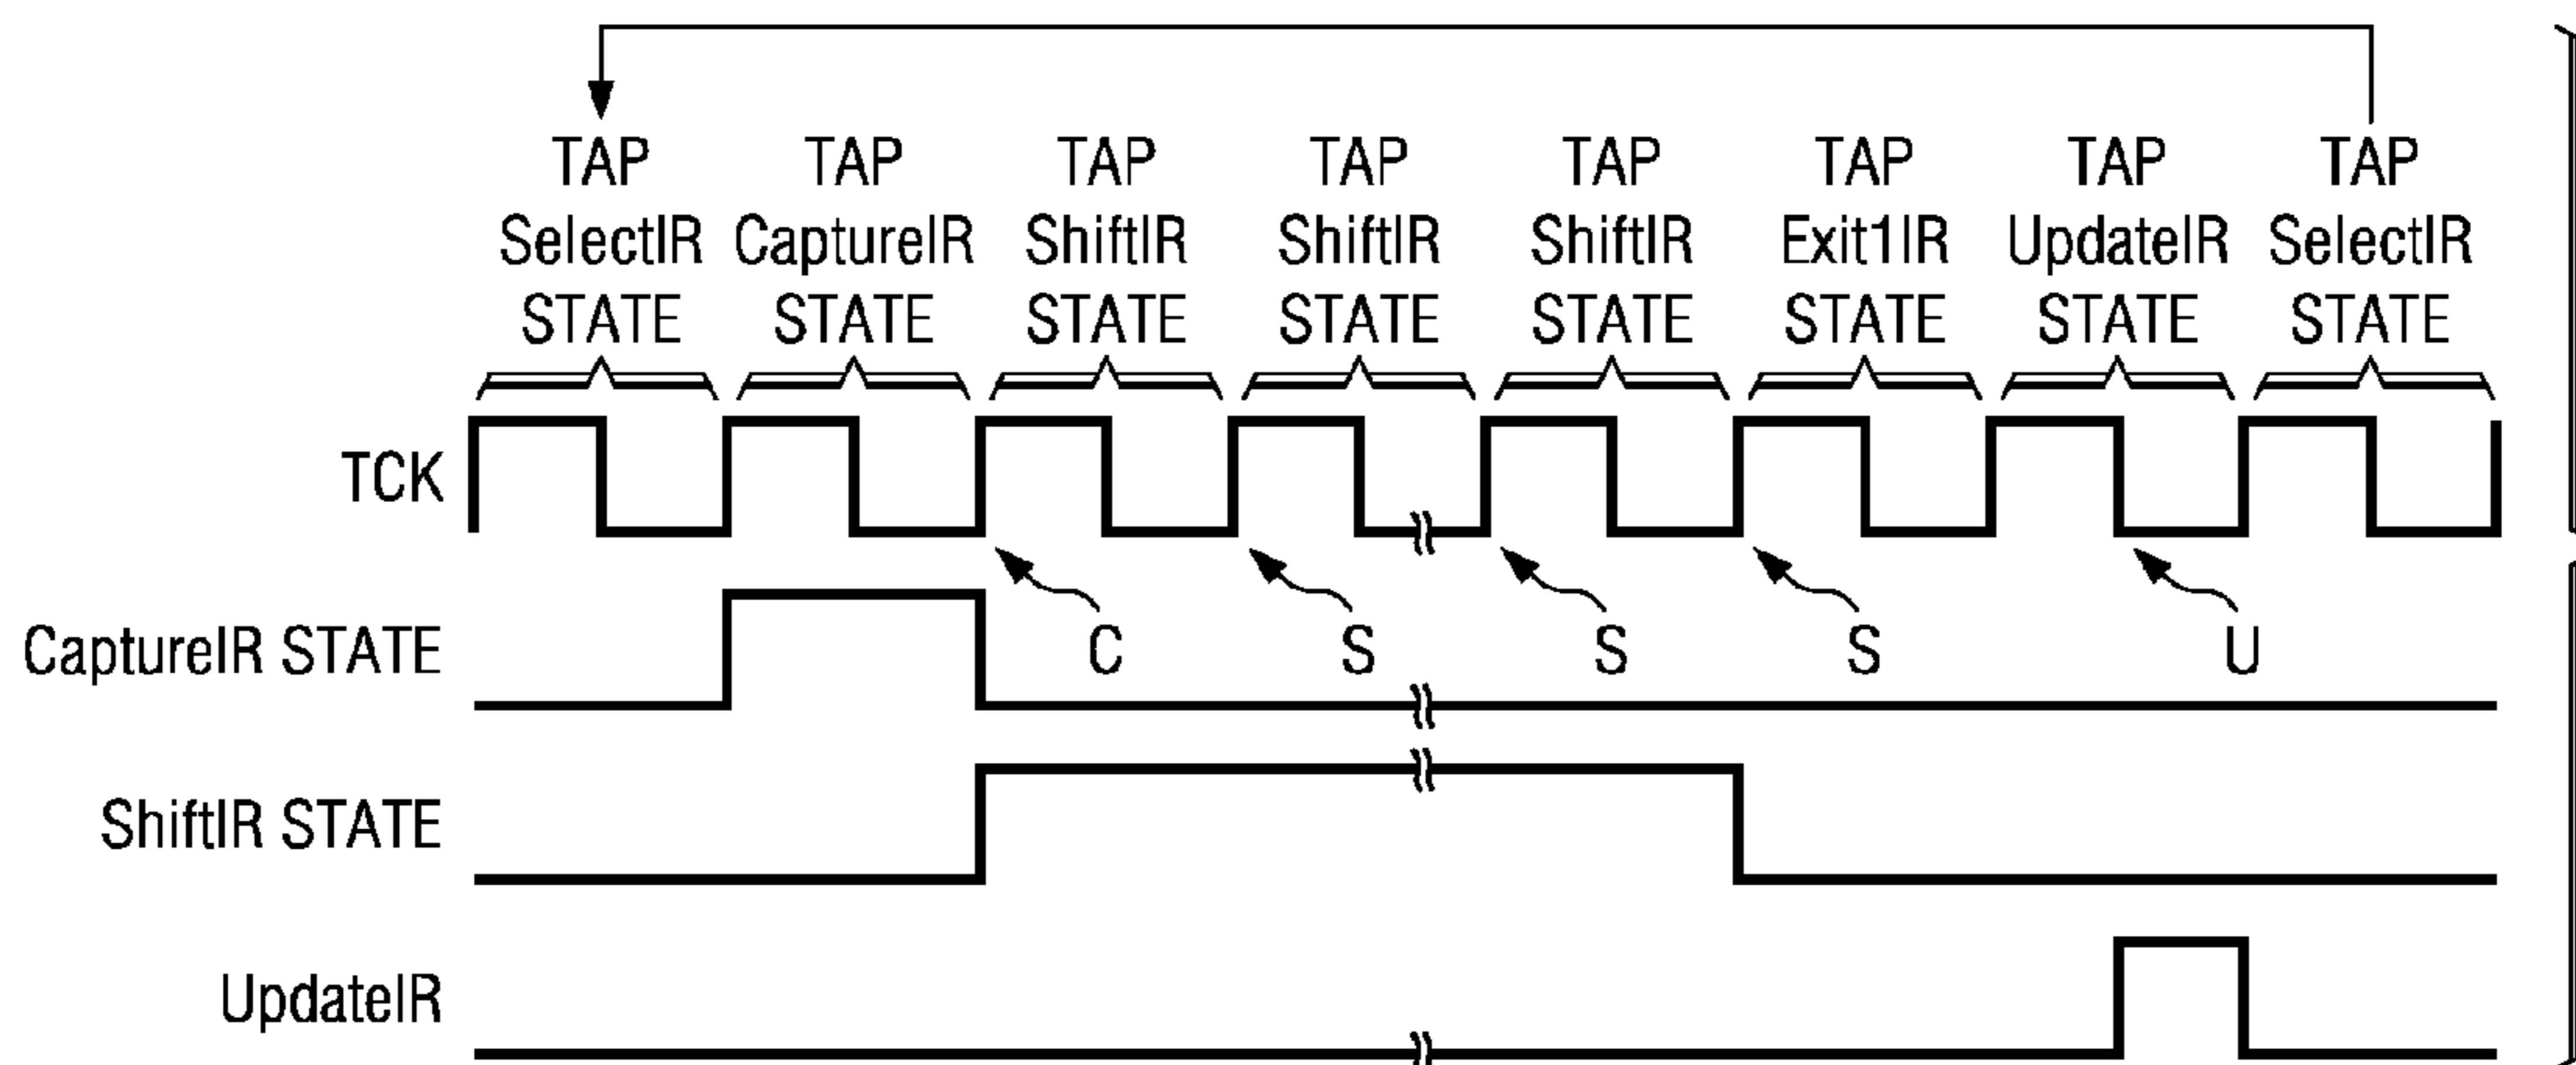 TAP TAP TAP TAP TAP TAP TAP TAP
SelectIR CaptureIR ShiftIR ShiftIR ShiftIR Exit1IR UpdateIR SelectIR
STATE STATE STATE STATE STATE STATE STATE STATE
TCK
CaptureIR STATE C S S S U
ShiftIR STATE
UpdateIR